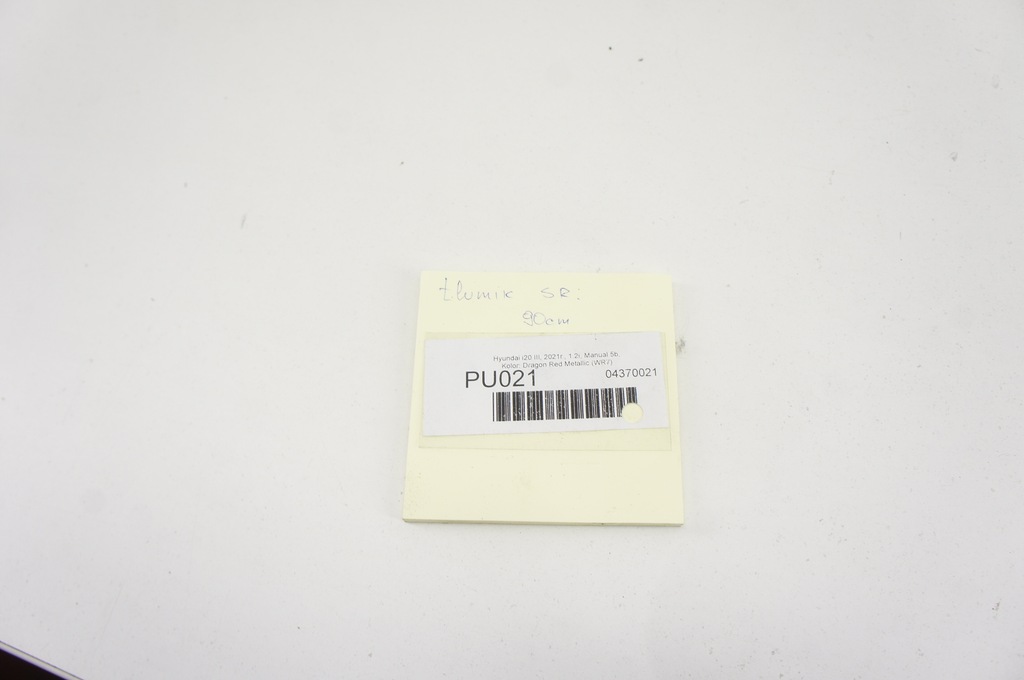 tłumik SR:
90cm
Hyundai i20 III, 2021r., 1.2i, Manual 5b,
Kolor: Dragon Red Metallic (WR7)
PU021
04370021